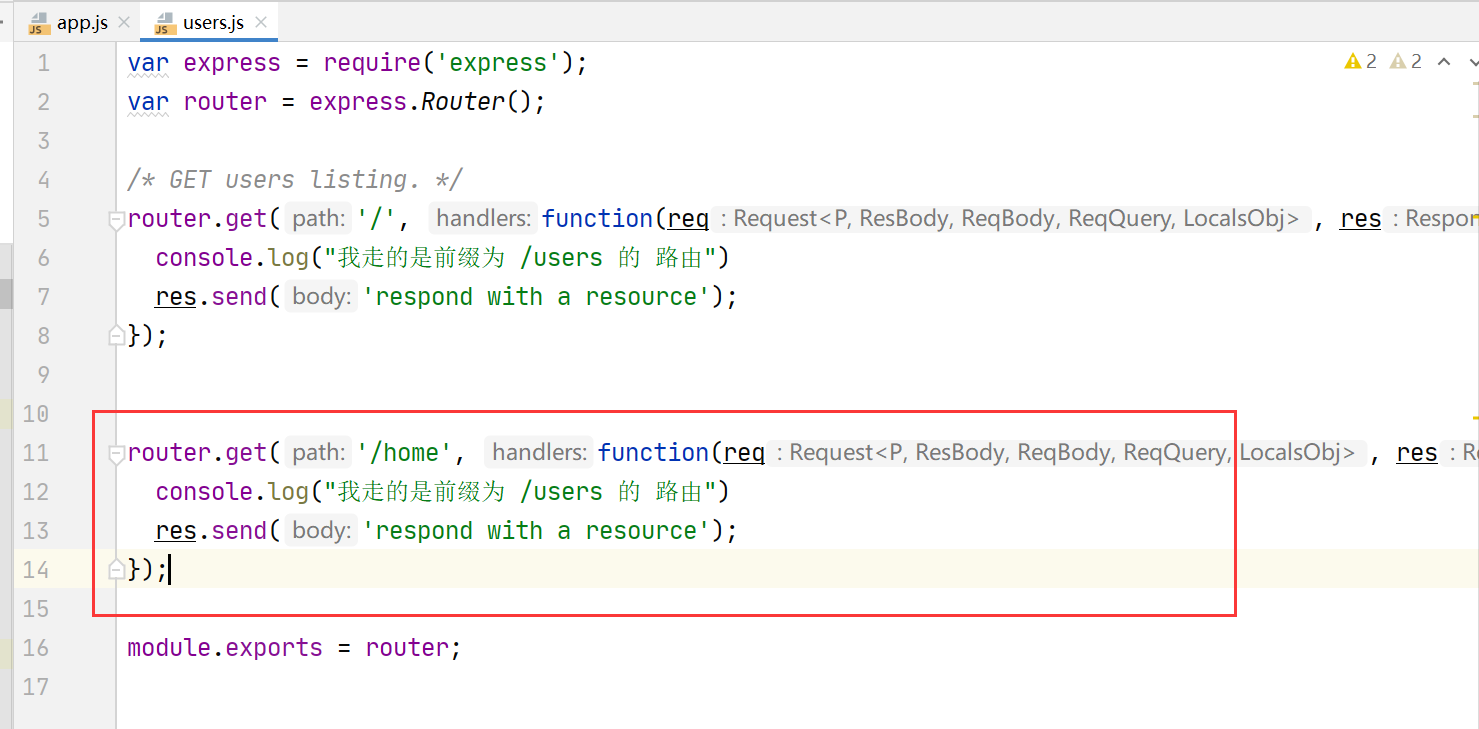 app.js
users.js
2 2
1 var express = require('express');
2 var router = express.Router();
3
4 /* GET users listing. */
5 router.get( path: '/', handlers: function(req : Request<P, ResBody, ReqBody, ReqQuery, LocalsObj> , res : Respon
6 console.log("我走的是前缀为 /users 的 路由")
7 res.send( body: 'respond with a resource');
8 });
9
10
11 router.get( path: '/home', handlers: function(req : Request<P, ResBody, ReqBody, ReqQuery, LocalsObj> , res : Re
12 console.log("我走的是前缀为 /users 的 路由")
13 res.send( body: 'respond with a resource');
14 });
15
16 module.exports = router;
17